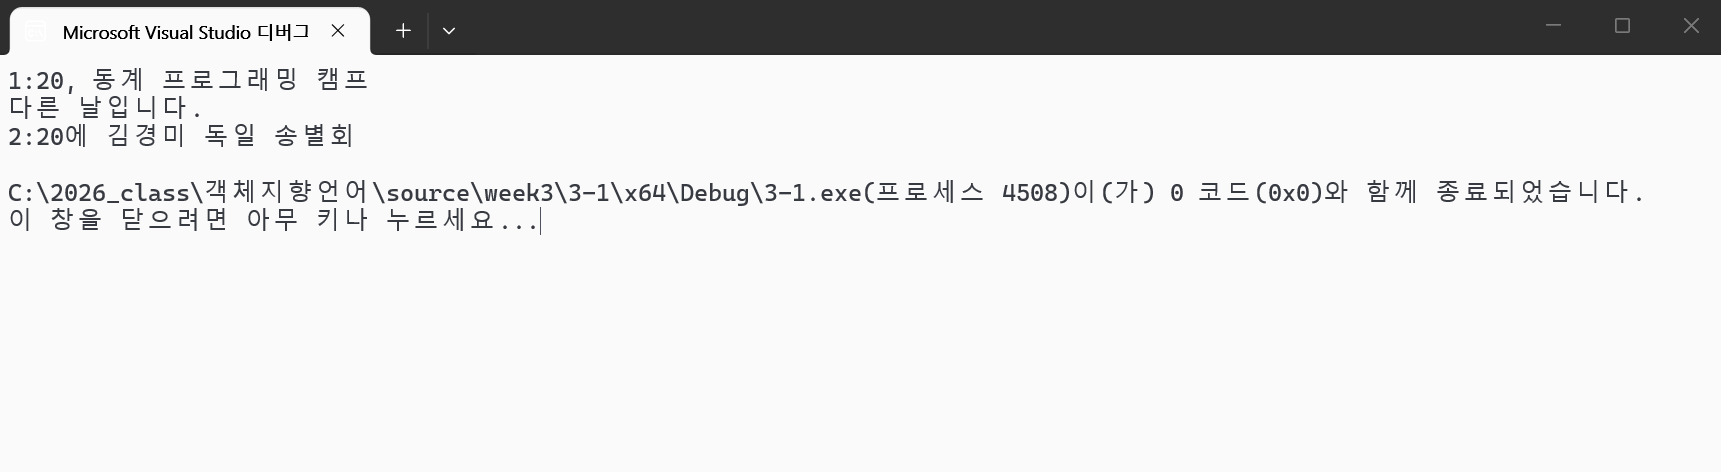 Microsoft Visual Studio 디버그
1:20, 동계 프로그래밍 캠프
다른 날입니다.
2:20에 김경미 독일 송별회
C:\2026_class\객체지향언어\source\week3\3-1\x64\Debug\3-1.exe(프로세스 4508)이(가) 0 코드(0x0)와 함께 종료되었습니다.
이 창을 닫으려면 아무 키나 누르세요...